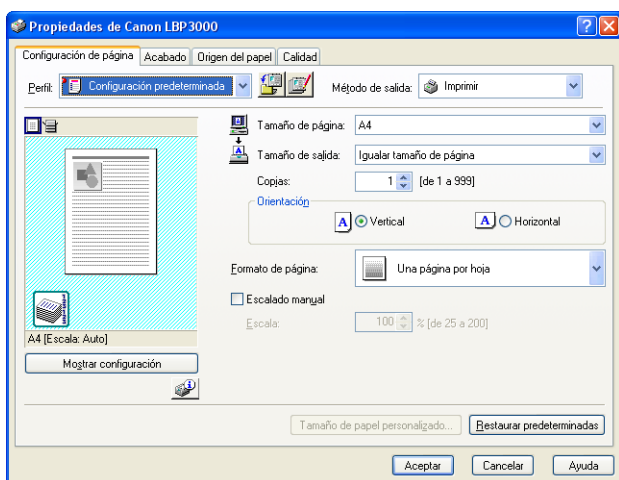 Propiedades de Canon LBP3000
Configuración de página Acabado Origen del papel Calidad
Perfil: Configuración predeterminada Método de salida: Imprimir
Tamaño de página: A4
Tamaño de salida: Igualar tamaño de página
Copias: 1 [de 1 a 999]
Orientación
A Vertical A Horizontal
Formato de página: Una página por hoja
Escalado manual
Escala: 100 % [de 25 a 200]
A4 [Escala: Auto]
Mostrar configuración
Tamaño de papel personalizado... Restaurar predeterminadas
Aceptar Cancelar Ayuda